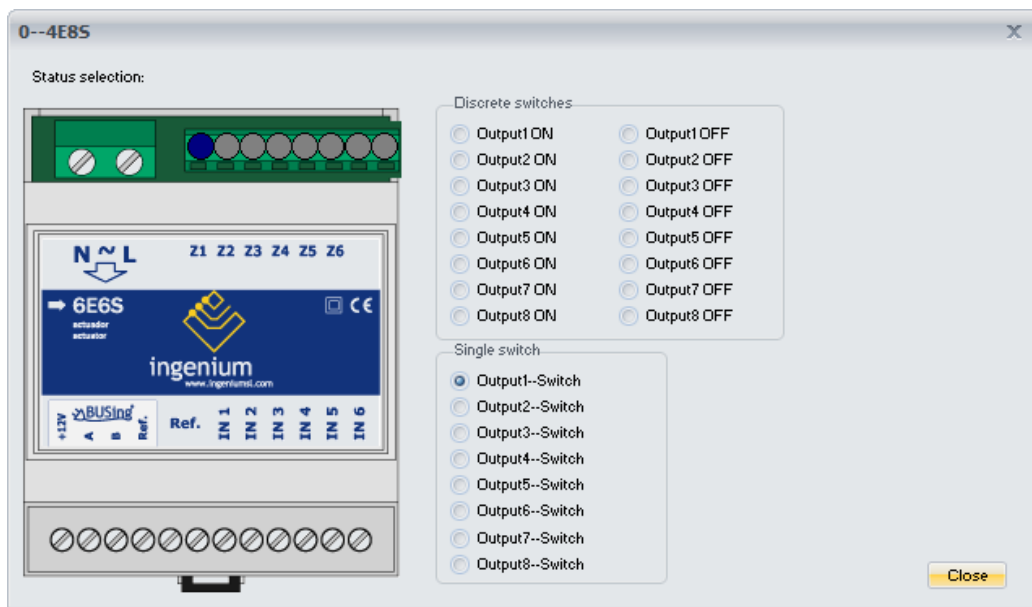 0--4E8S
X
Status selection:
N ~ L
Z1 Z2 Z3 Z4 Z5 Z6
6E6S
actuador
actuator
CE
ingenium
www.ingeniumsl.com
+12V
BUSing
A
B
Ref.
Ref.
IN 1
IN 2
IN 3
IN 4
IN 5
IN 6
Discrete switches
Output1 ON Output1 OFF
Output2 ON Output2 OFF
Output3 ON Output3 OFF
Output4 ON Output4 OFF
Output5 ON Output5 OFF
Output6 ON Output6 OFF
Output7 ON Output7 OFF
Output8 ON Output8 OFF
Single switch
Output1--Switch
Output2--Switch
Output3--Switch
Output4--Switch
Output5--Switch
Output6--Switch
Output7--Switch
Output8--Switch
Close